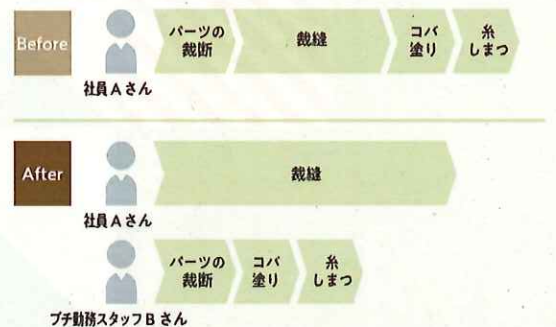 Before
パーツの
裁断
裁縫
コバ
塗り
糸
しまつ
社員Aさん
After
裁縫
社員Aさん
パーツの
裁断
コバ
塗り
糸
しまつ
プチ勤務スタッフBさん